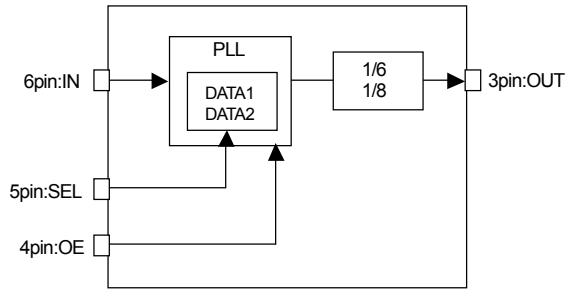 PLL
6pin:IN
DATA1
DATA2
1/6
1/8
3pin:OUT
5pin:SEL
4pin:OE